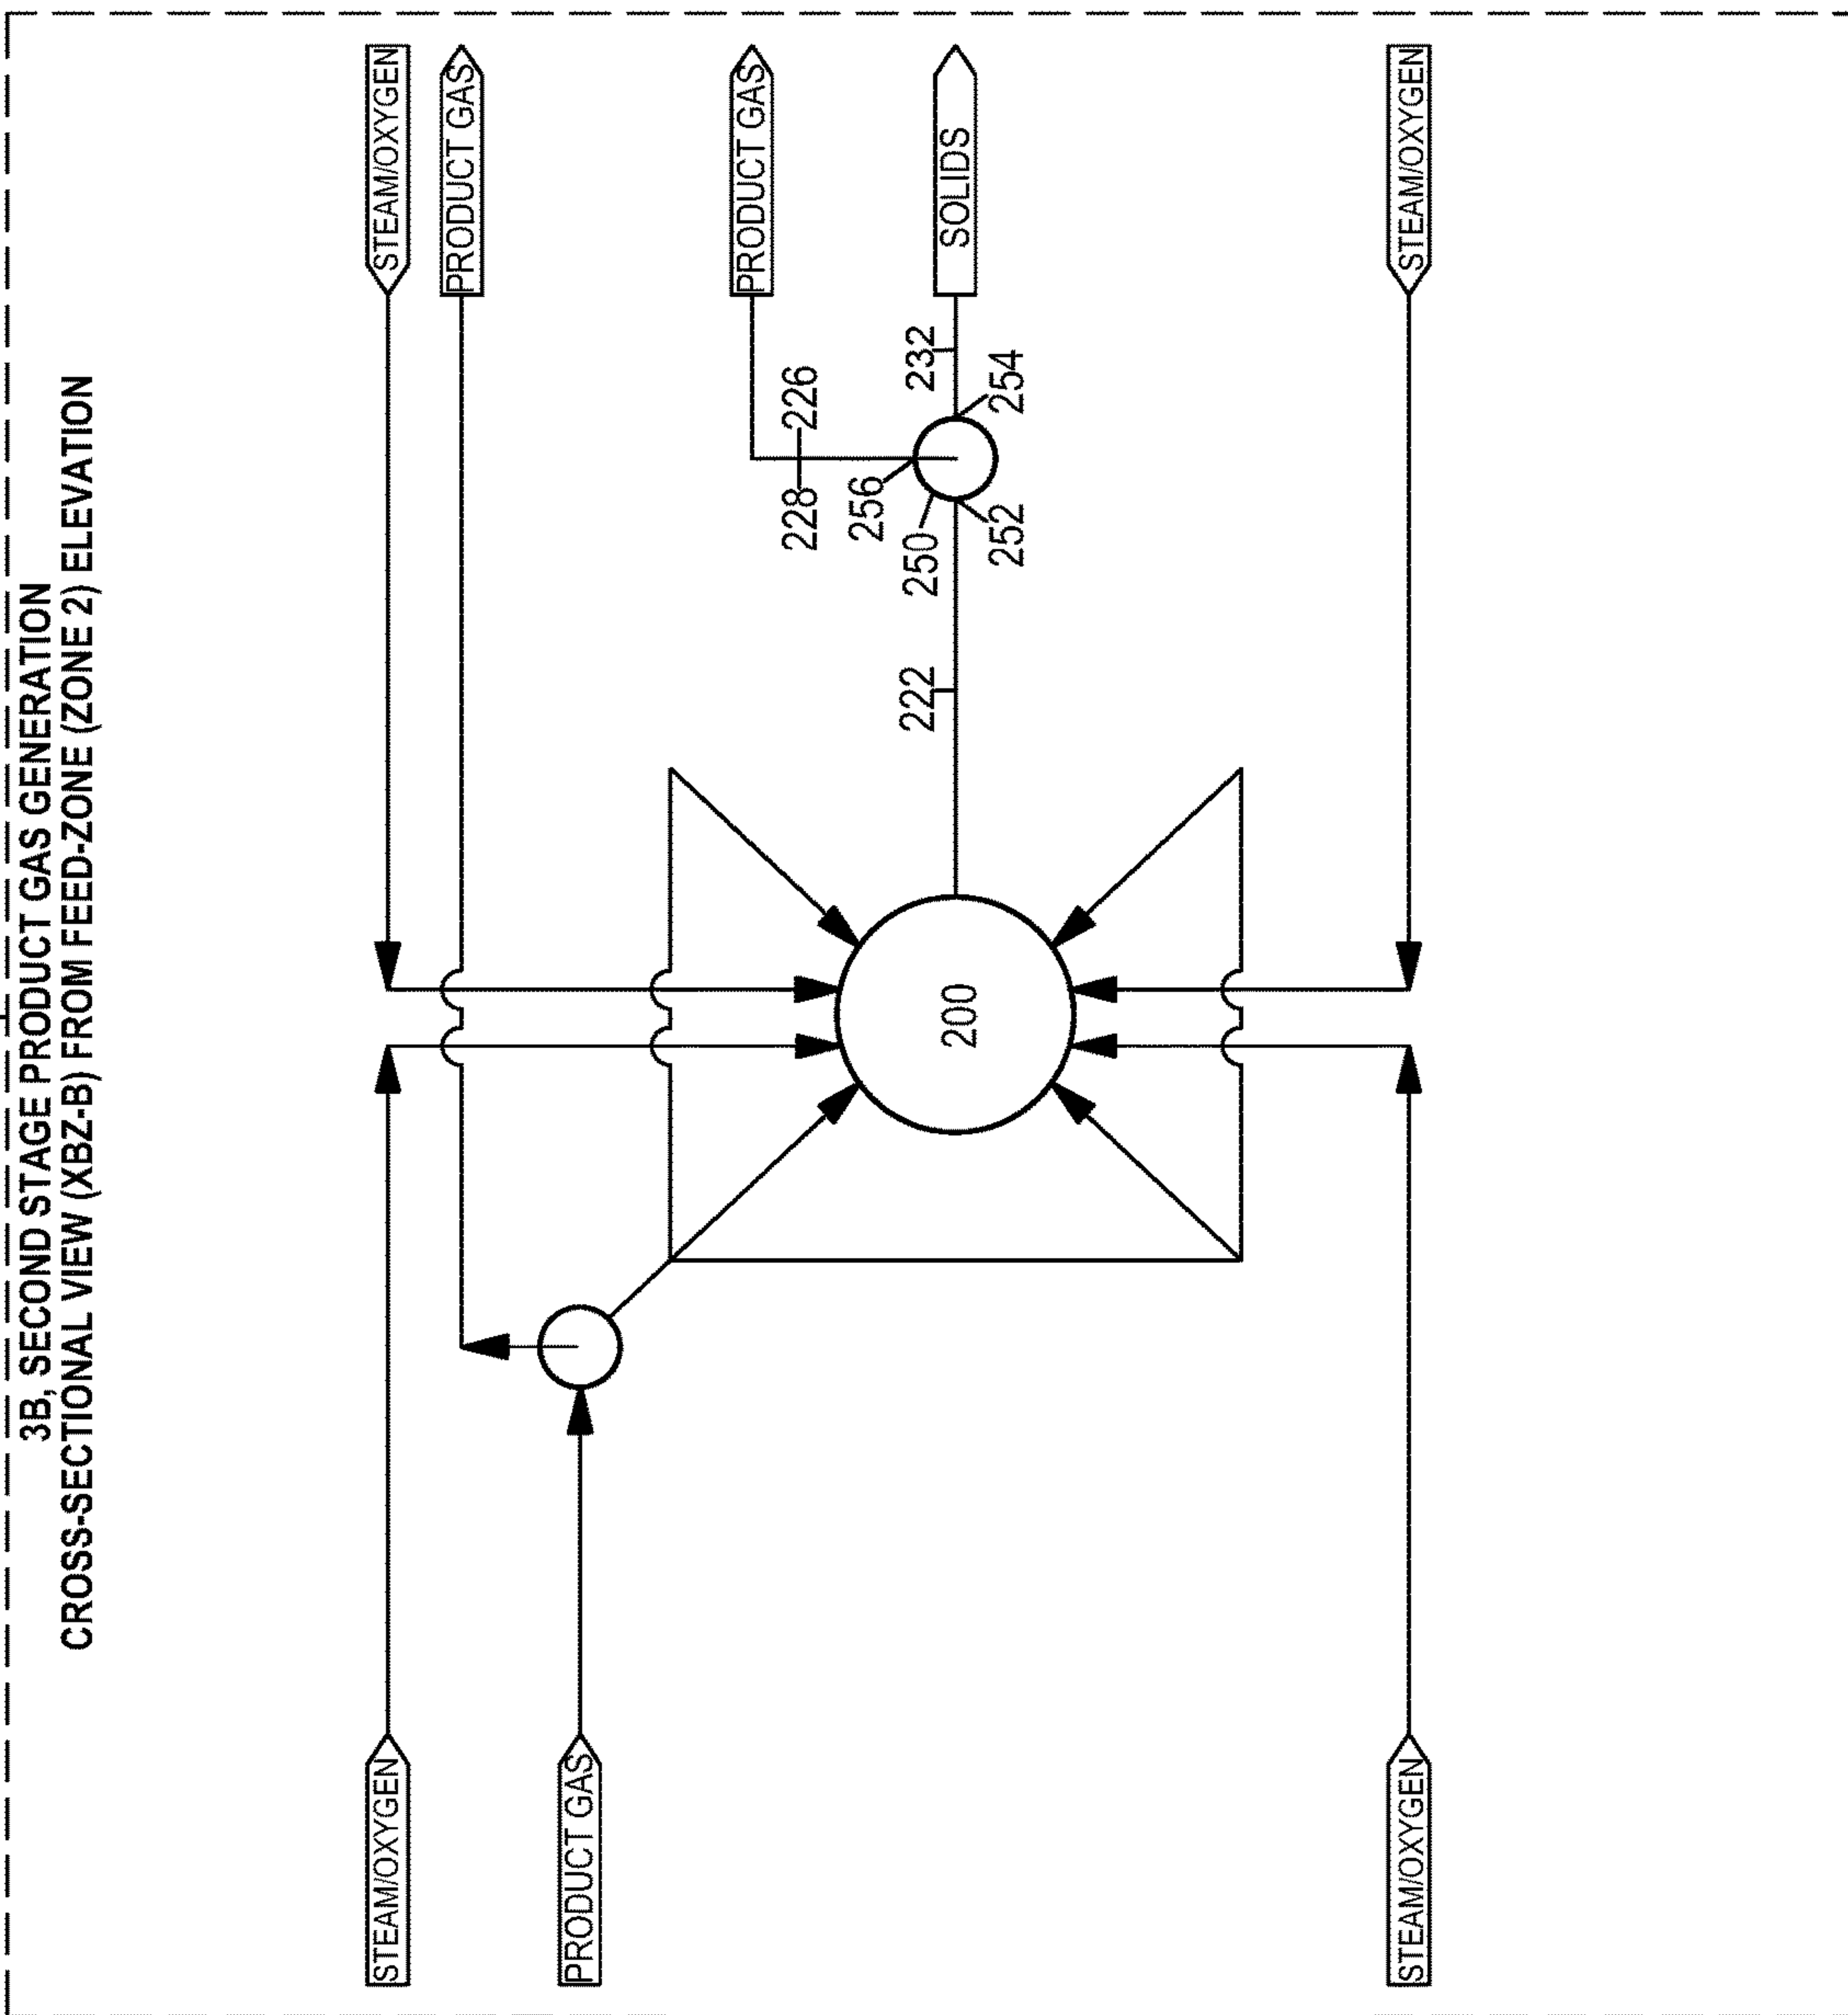 3B, SECOND STAGE PRODUCT GAS GENERATION
CROSS-SECTIONAL VIEW (XBZ-B) FROM FEED-ZONE (ZONE 2) ELEVATION
STEAM/OXYGEN
STEAM/OXYGEN
PRODUCT GAS
PRODUCT GAS
PRODUCT GAS
228
226
256
222
250
232
200
SOLIDS
252
254
STEAM/OXYGEN
STEAM/OXYGEN